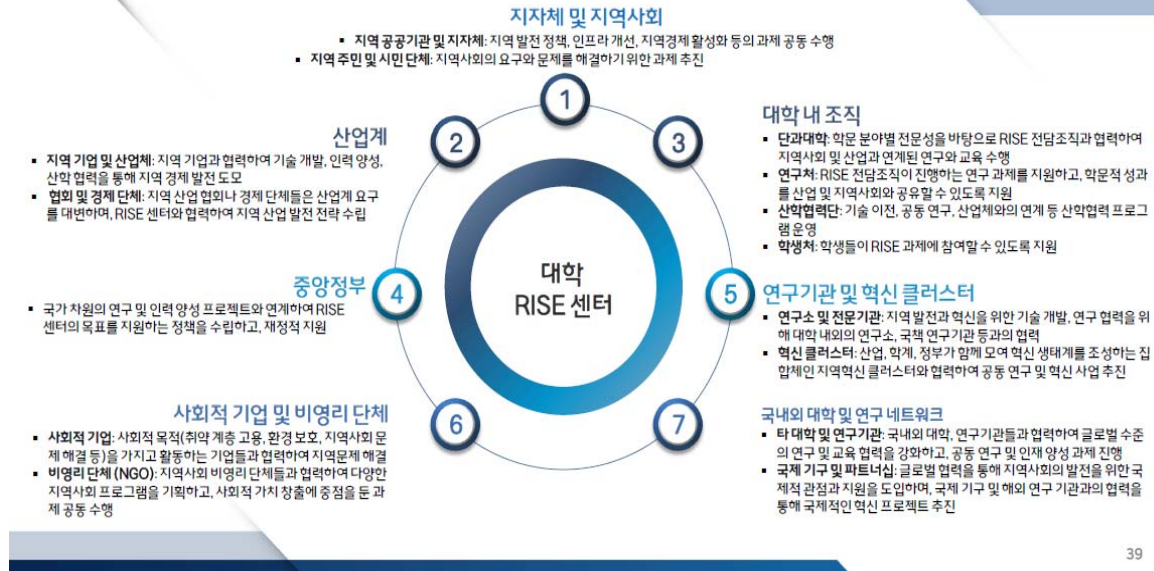 지자체 및 지역사회
▪ 지역 공공기관 및 지자체: 지역 발전 정책, 인프라 개선, 지역경제 활성화 등의 과제 공동 수행
▪ 지역 주민 및 시민 단체: 지역사회의 요구와 문제를 해결하기 위한 과제 추진
1
산업계
2
▪ 지역 기업 및 산업체: 지역 기업과 협력하여 기술 개발, 인력 양성,
산학 협력을 통해 지역 경제 발전 도모
▪ 협회 및 경제 단체: 지역 산업 협회나 경제 단체들은 산업계 요구
를 대변하며, RISE 센터와 협력하여 지역 산업 발전 전략 수립
3
대학 내 조직
▪ 단과대학: 학문 분야별 전문성을 바탕으로 RISE 전담조직과 협력하여
지역사회 및 산업과 연계된 연구와 교육 수행
▪ 연구처: RISE 전담조직이 진행하는 연구 과제를 지원하고, 학문적 성과
를 산업 및 지역사회와 공유할 수 있도록 지원
▪ 산학협력단: 기술 이전, 공동 연구, 산업체와의 연계 등 산학협력 프로그
램 운영
▪ 학생처: 학생들이 RISE 과제에 참여할 수 있도록 지원
대학
RISE 센터
중앙정부
4
▪ 국가 차원의 연구 및 인력 양성 프로젝트와 연계하여 RISE
센터의 목표를 지원하는 정책을 수립하고, 재정적 지원
5
연구기관 및 혁신 클러스터
▪ 연구소 및 전문기관: 지역 발전과 혁신을 위한 기술 개발, 연구 협력을 위
해 대학 내외의 연구소, 국책 연구기관 등과의 협력
▪ 혁신 클러스터: 산업, 학계, 정부가 함께 모여 혁신 생태계를 조성하는 집
합체인 지역혁신 클러스터와 협력하여 공동 연구 및 혁신 사업 추진
사회적 기업 및 비영리 단체
6
▪ 사회적 기업: 사회적 목적(취약 계층 고용, 환경 보호, 지역사회 문
제 해결 등)을 가지고 활동하는 기업들과 협력하여 지역문제 해결
▪ 비영리 단체(NGO): 지역사회 비영리 단체들과 협력하여 다양한
지역사회 프로그램을 기획하고, 사회적 가치 창출에 중점을 둔 과
제 공동 수행
7
국내외 대학 및 연구 네트워크
▪ 타 대학 및 연구기관: 국내외 대학, 연구기관들과 협력하여 글로벌 수준
의 연구 및 교육 협력을 강화하고, 공동 연구 및 인재 양성 과제 진행
▪ 국제 기구 및 파트너십: 글로벌 협력을 통해 지역사회의 발전을 위한 국
제적 관점과 지원을 도입하며, 국제 기구 및 해외 연구 기관과의 협력을
통해 국제적인 혁신 프로젝트 추진
39